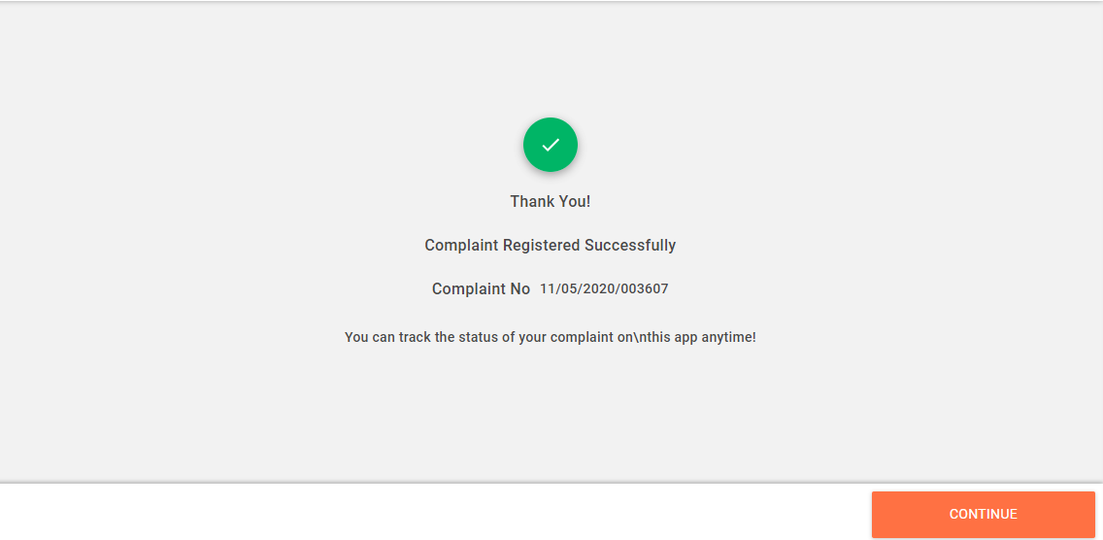 Thank You!
Complaint Registered Successfully
Complaint No 11/05/2020/003607
You can track the status of your complaint on\nthis app anytime!
CONTINUE